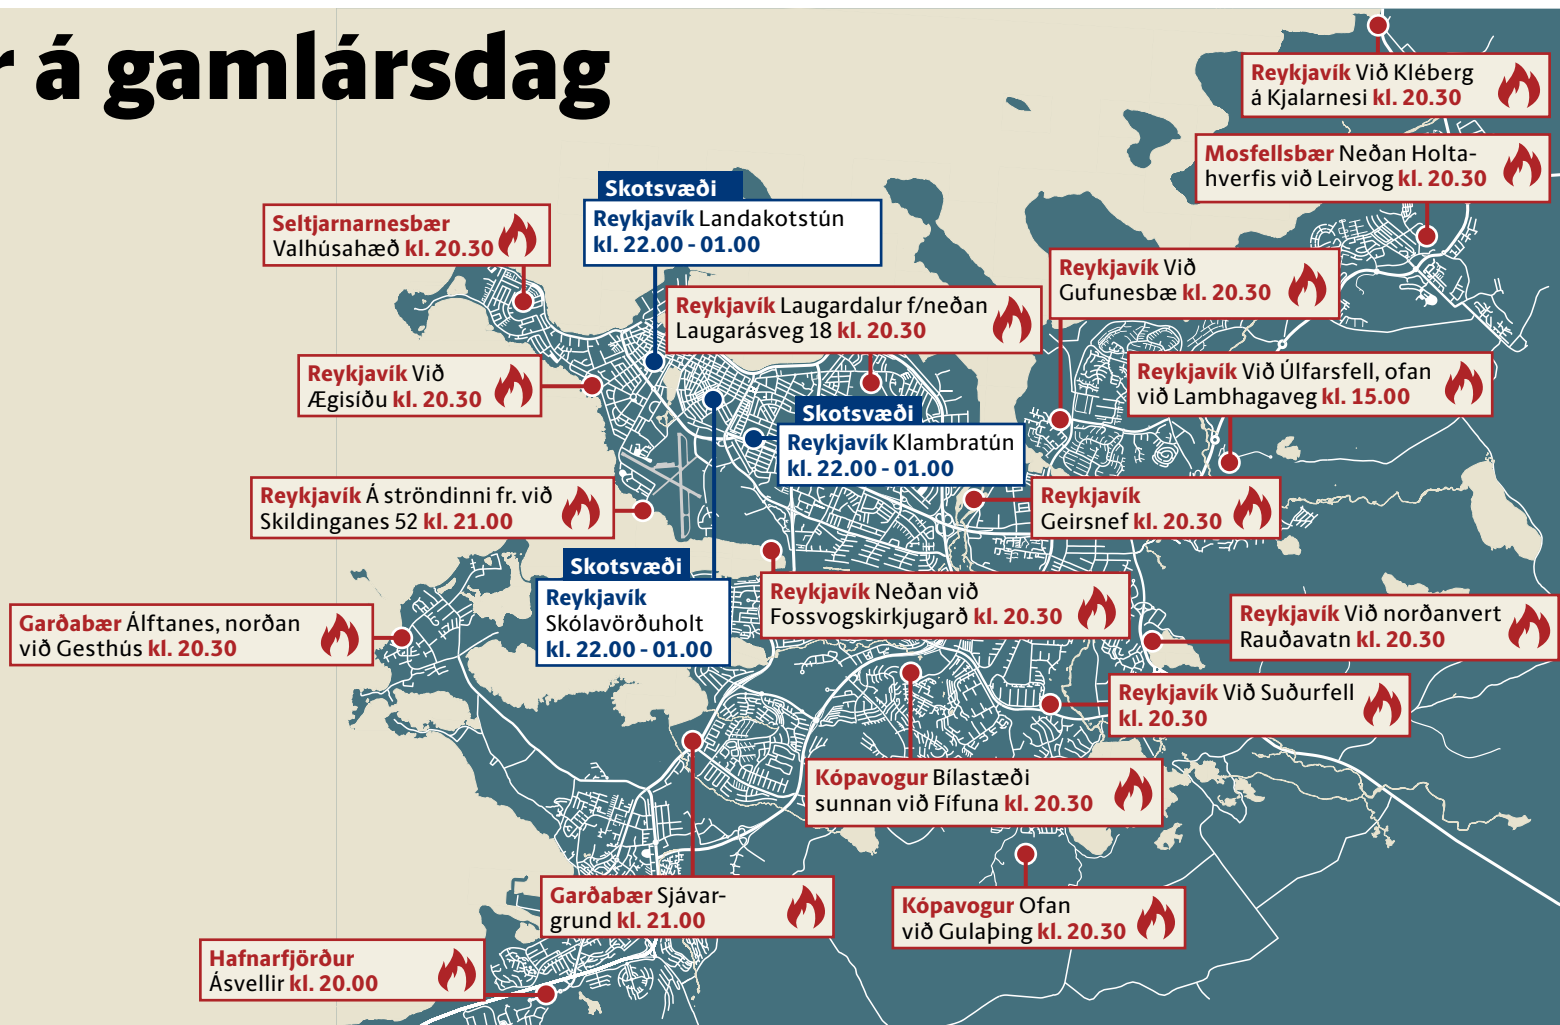 r á gamlársdag
Reykjavík Við Kléberg
á Kjalarnesi kl. 20.30
Mosfellsbær Neðan Holta-
hverfis við Leirvog kl. 20.30
Skotsvæði
Reykjavík Landakotstún
kl. 22.00 - 01.00
Seltjarnarnesbær
Valhúsahæð kl. 20.30
Reykjavík Við
Gufunesbæ kl. 20.30
Reykjavík Laugardalur f/neðan
Laugarásveg 18 kl. 20.30
Reykjavík Við
Ægisíðu kl. 20.30
Reykjavík Við Úlfarsfell, ofan
við Lambhagaveg kl. 15.00
Skotsvæði
Reykjavík Klambratún
kl. 22.00 - 01.00
Reykjavík Á ströndinni fr. við
Skildinganes 52 kl. 21.00
Reykjavík
Geirsnef kl. 20.30
Skotsvæði
Reykjavík
Skólavörðuholt
kl. 22.00 - 01.00
Reykjavík Neðan við
Fossvogskirkjugarð kl. 20.30
Garðabær Álftanes, norðan
við Gesthús kl. 20.30
Reykjavík Við norðanvert
Rauðavatn kl. 20.30
Reykjavík Við Suðurfell
kl. 20.30
Kópavogur Bílastæði
sunnan við Fífuna kl. 20.30
Garðabær Sjávar-
grund kl. 21.00
Kópavogur Ofan
við Gulaþing kl. 20.30
Hafnarfjörður
Ásvellir kl. 20.00